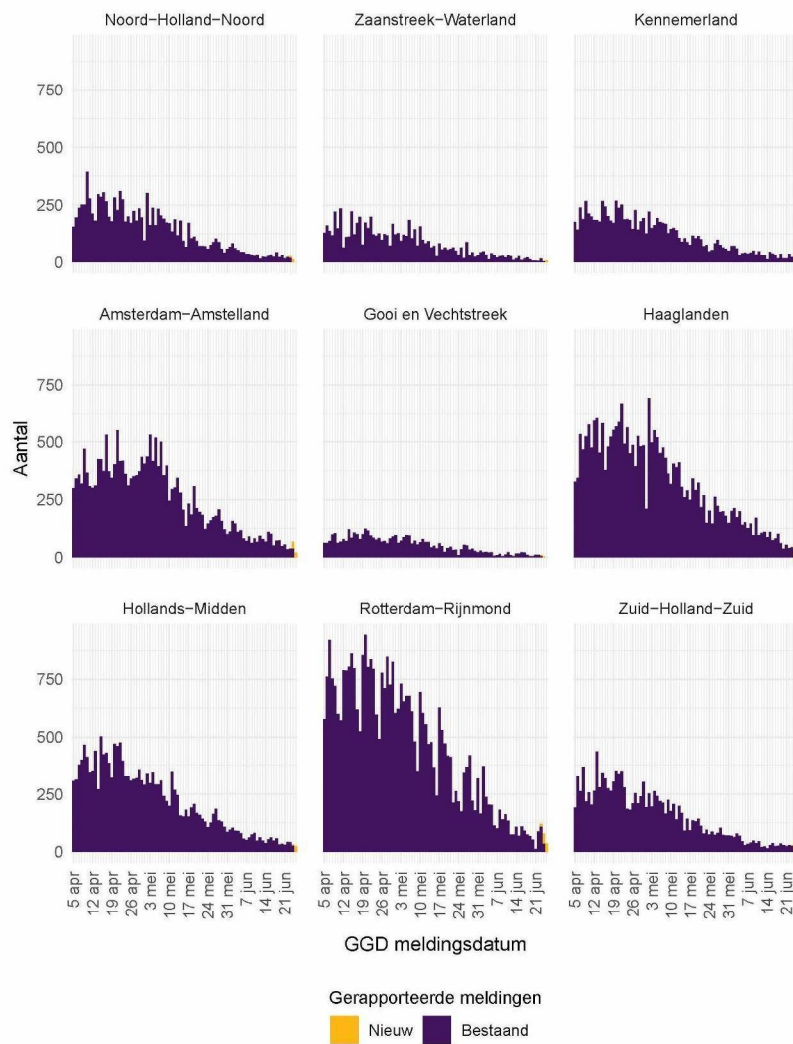 Noord−Holland−Noord Zaanstreek−Waterland Kennemerland
750
500
250
0
Amsterdam−Amstelland Gooi en Vechtstreek Haaglanden
750
500
250
0
Aantal
Hollands−Midden Rotterdam−Rijnmond Zuid−Holland−Zuid
750
500
250
0
5 apr 12 apr 19 apr 26 apr 3 mei 10 mei 17 mei 24 mei 31 mei 7 jun 14 jun 21 jun
5 apr 12 apr 19 apr 26 apr 3 mei 10 mei 17 mei 24 mei 31 mei 7 jun 14 jun 21 jun
5 apr 12 apr 19 apr 26 apr 3 mei 10 mei 17 mei 24 mei 31 mei 7 jun 14 jun 21 jun
GGD meldingsdatum
Gerapporteerde meldingen
Nieuw Bestaand